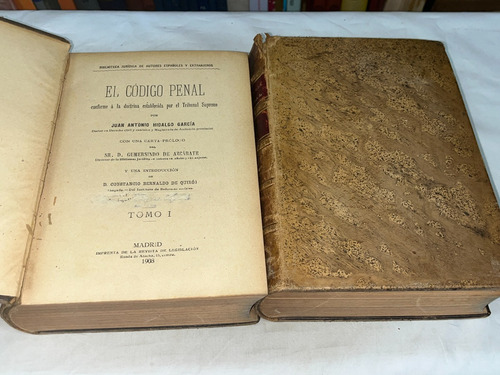 BIBLIOTECA JURÍDICA DE AUTORES ESPAÑOLES Y EXTRANJEROS
EL CÓDIGO PENAL
conforme á la doctrina establecida por el Tribunal Supremo
POR
JUAN ANTONIO HIDALGO GARCÍA
CON UNA CARTA PRÓLOGO
DEL
SR. D. GUMERSINDO DE AZCÁRATE
Y UNA INTRODUCCIÓN
DE
D. CONSTANCIO BERNALDO DE QUIRÓS
TOMO I
MADRID
IMPRENTA DE LA REVISTA DE LEGISLACIÓN
1908